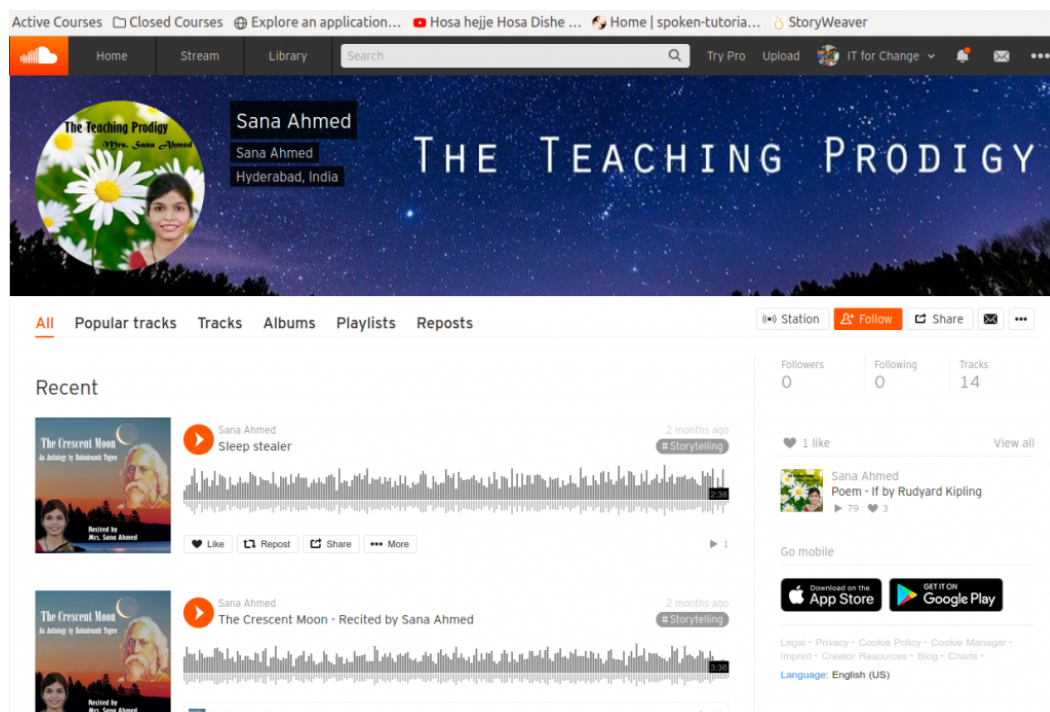 Active Courses Closed Courses Explore an application... Hosa hejje Hosa Dishe ... Home | spoken-tutoria... StoryWeaver
Home Stream Library Search Try Pro Upload IT for Change
The Teaching Prodigy
Mrs. Sana Ahmed
Sana Ahmed
Sana Ahmed
Hyderabad, India
THE TEACHING PRODIGY
All Popular tracks Tracks Albums Playlists Reposts
Station Follow Share
Followers Following Tracks
0 0 14
Recent
The Crescent Moon
An Anthology by Rabindranath Tagore
Recited by
Mrs. Sana Ahmed
Sana Ahmed 2 months ago
Sleep stealer # Storytelling
2:38
Like Repost Share More 1
1 like View all
Sana Ahmed
Poem - If by Rudyard Kipling
79 3
Go mobile
Download on the
App Store
GET IT ON
Google Play
The Crescent Moon
An Anthology by Rabindranath Tagore
Recited by
Mrs. Sana Ahmed
Sana Ahmed 2 months ago
The Crescent Moon - Recited by Sana Ahmed # Storytelling
3:38
Legal - Privacy - Cookie Policy - Cookie Manager -
Imprint - Creator Resources - Blog - Charts -
Language: English (US)